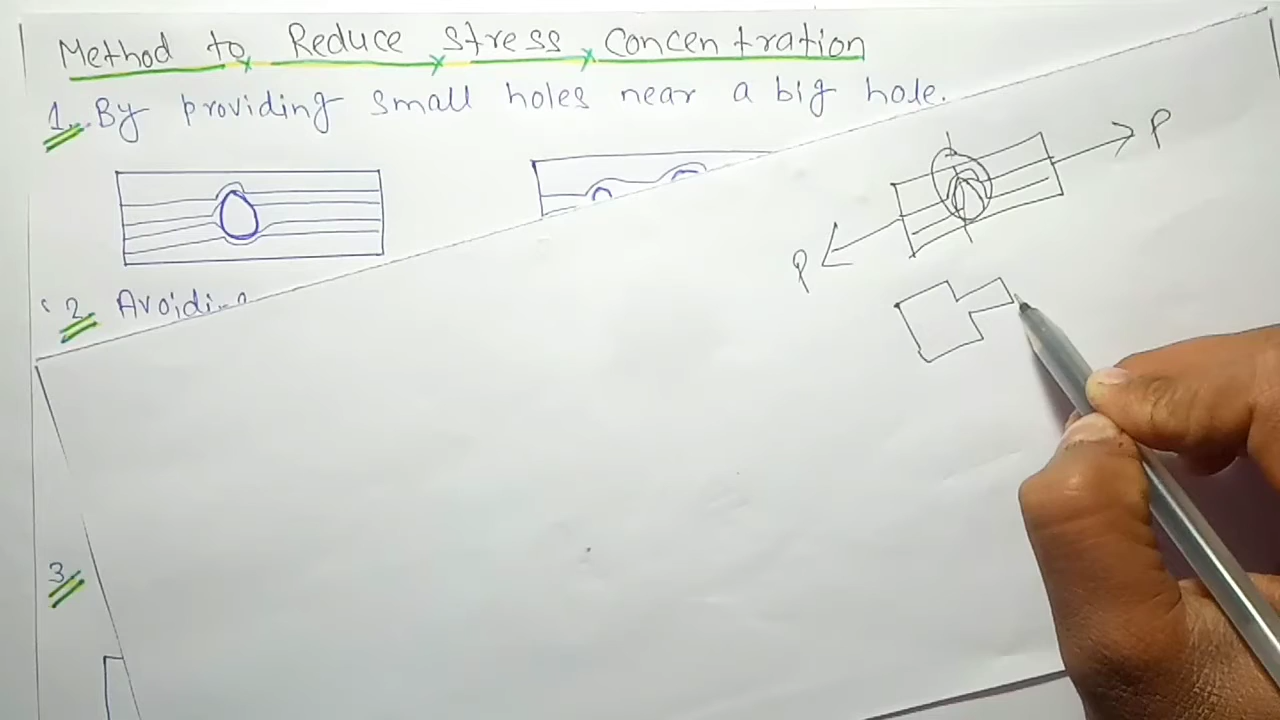 Method to Reduce Stress Concentration
1. By providing small holes near a big hole.
P
P
2.
3.